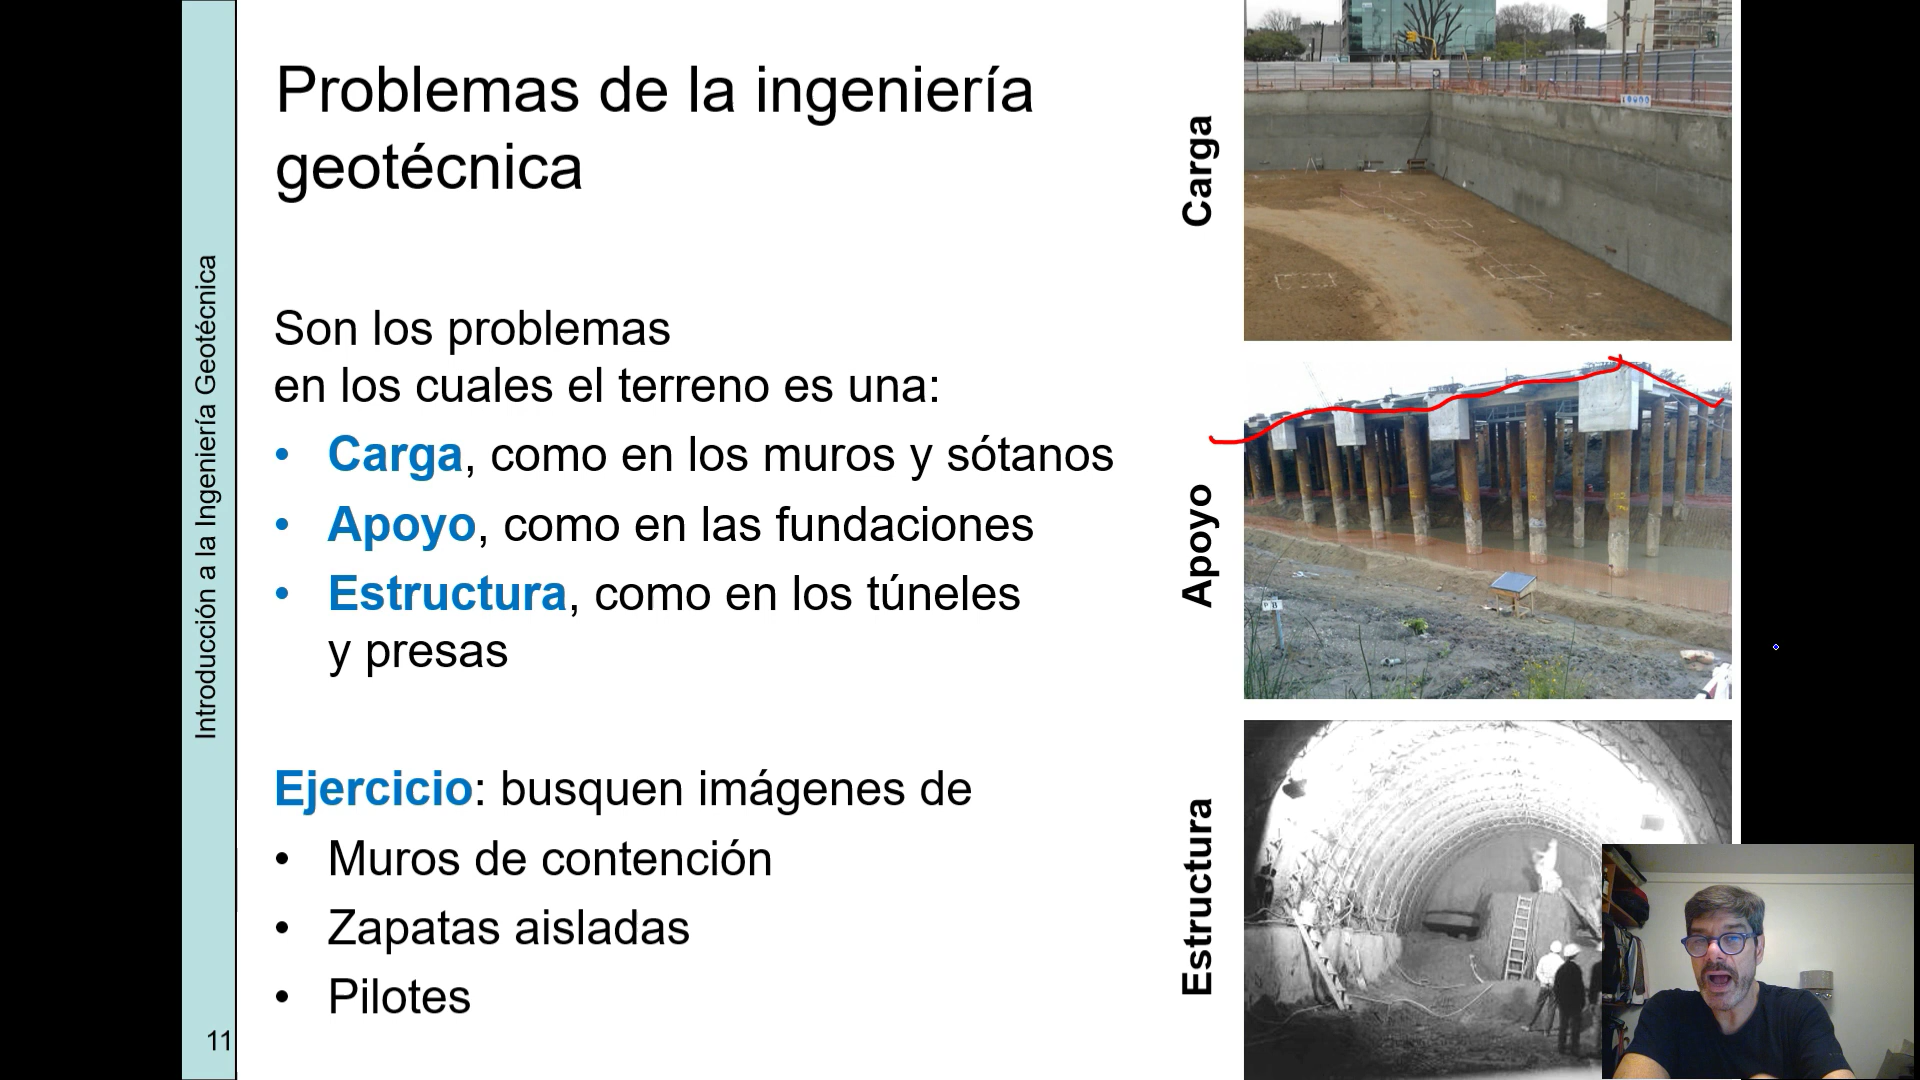 Problemas de la ingeniería
geotécnica
Son los problemas
en los cuales el terreno es una:
• Carga, como en los muros y sótanos
• Apoyo, como en las fundaciones
• Estructura, como en los túneles
y presas
Ejercicio: busquen imágenes de
• Muros de contención
• Zapatas aisladas
• Pilotes
Carga
Apoyo
Estructura
Introducción a la Ingeniería Geotécnica
11